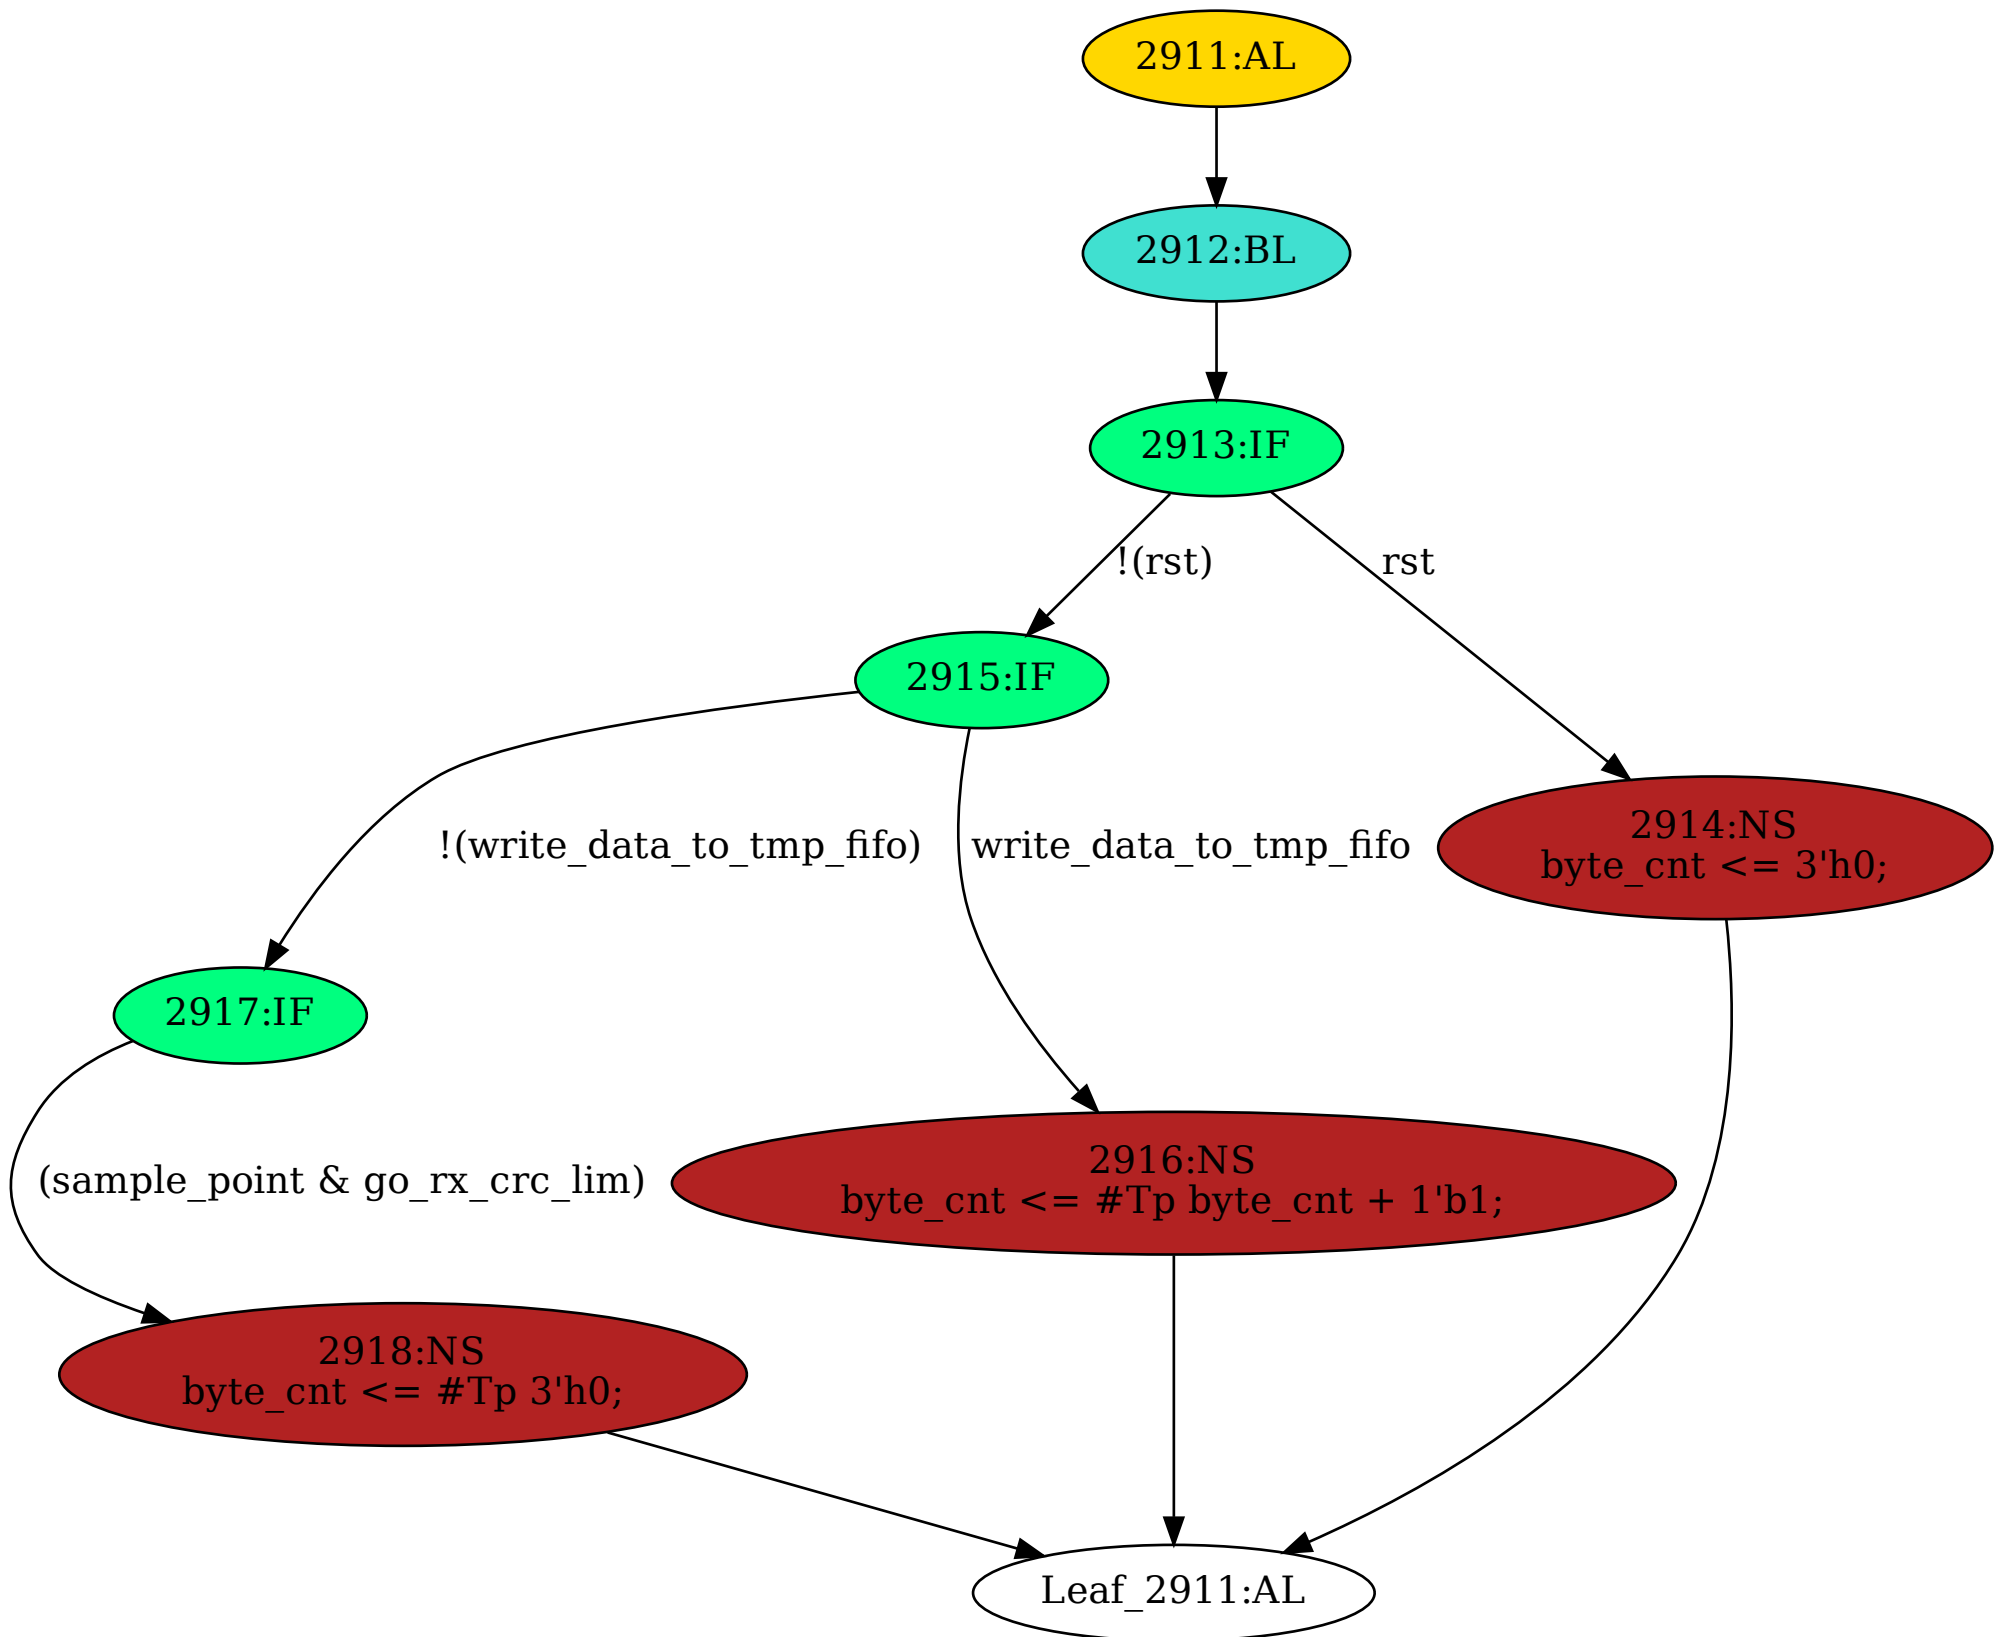 2911:AL
2912:BL
2913:IF
!(rst)
rst
2915:IF
2914:NS
byte_cnt <= 3'h0;
!(write_data_to_tmp_fifo)
write_data_to_tmp_fifo
2917:IF
(sample_point & go_rx_crc_lim)
2916:NS
byte_cnt <= #Tp byte_cnt + 1'b1;
2918:NS
byte_cnt <= #Tp 3'h0;
Leaf_2911:AL